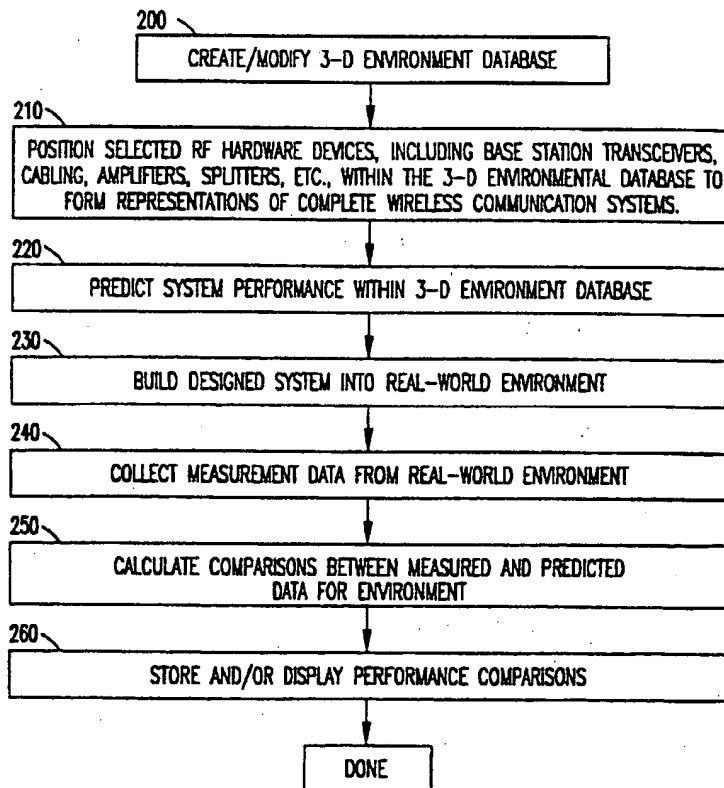 200
CREATE/MODIFY 3-D ENVIRONMENT DATABASE
210
POSITION SELECTED RF HARDWARE DEVICES, INCLUDING BASE STATION TRANSCEIVERS,
CABLING, AMPLIFIERS, SPLITTERS, ETC., WITHIN THE 3-D ENVIRONMENTAL DATABASE TO
FORM REPRESENTATIONS OF COMPLETE WIRELESS COMMUNICATION SYSTEMS.
220
PREDICT SYSTEM PERFORMANCE WITHIN 3-D ENVIRONMENT DATABASE
230
BUILD DESIGNED SYSTEM INTO REAL-WORLD ENVIRONMENT
240
COLLECT MEASUREMENT DATA FROM REAL-WORLD ENVIRONMENT
250
CALCULATE COMPARISONS BETWEEN MEASURED AND PREDICTED
DATA FOR ENVIRONMENT
260
STORE AND/OR DISPLAY PERFORMANCE COMPARISONS
DONE